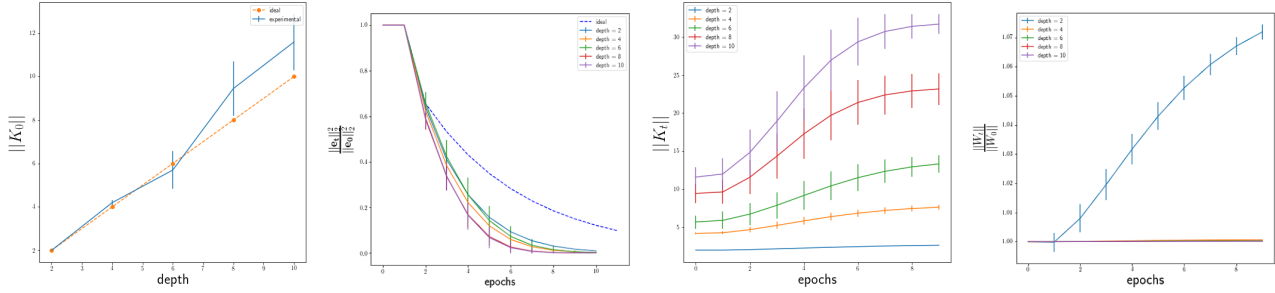 ideal
experimental
12
10
8
6
4
2
2 3 4 5 6 7 8 9 10
||K_0||
depth
ideal
depth = 2
depth = 4
depth = 6
depth = 8
depth = 10
1.0
0.8
0.6
0.4
0.2
0.0
0 2 4 6 8 10
||e_t||_2^2
||e_0||_2^2
epochs
depth = 2
depth = 4
depth = 6
depth = 8
depth = 10
30
25
20
15
10
5
0 2 4 6 8
||K_t||
epochs
depth = 2
depth = 4
depth = 6
depth = 8
depth = 10
1.07
1.06
1.05
1.04
1.03
1.02
1.01
1.00
0 2 4 6 8
||W_t||
||W_0||
epochs